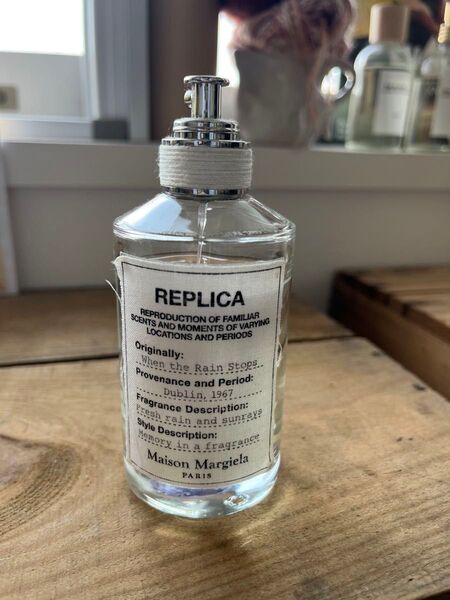 REPLICA
REPRODUCTION OF FAMILIAR
SCENTS AND MOMENTS OF VARYING
LOCATIONS AND PERIODS
Originally:
When the Rain Stops
Provenance and Period:
Dublin, 1967
Fragrance Description:
Fresh rain and sunrays
Style Description:
Memory in a fragrance
Maison Margiela
PARIS